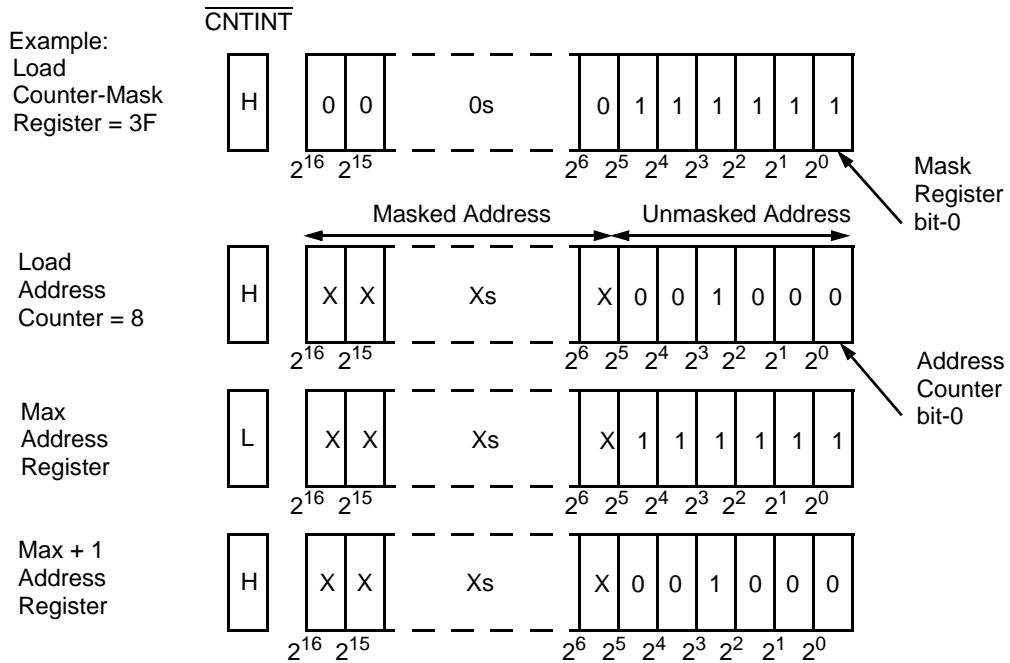 CNTINT
Example:
Load
Counter-Mask
Register = 3F
H 0 0 0s 0 1 1 1 1 1 1
2^16 2^15 2^6 2^5 2^4 2^3 2^2 2^1 2^0
Mask
Register
bit-0
Masked Address Unmasked Address
Load
Address
Counter = 8
H X X Xs X 0 0 1 0 0 0
2^16 2^15 2^6 2^5 2^4 2^3 2^2 2^1 2^0
Address
Counter
bit-0
Max
Address
Register
L X X Xs X 1 1 1 1 1 1
2^16 2^15 2^6 2^5 2^4 2^3 2^2 2^1 2^0
Max + 1
Address
Register
H X X Xs X 0 0 1 0 0 0
2^16 2^15 2^6 2^5 2^4 2^3 2^2 2^1 2^0